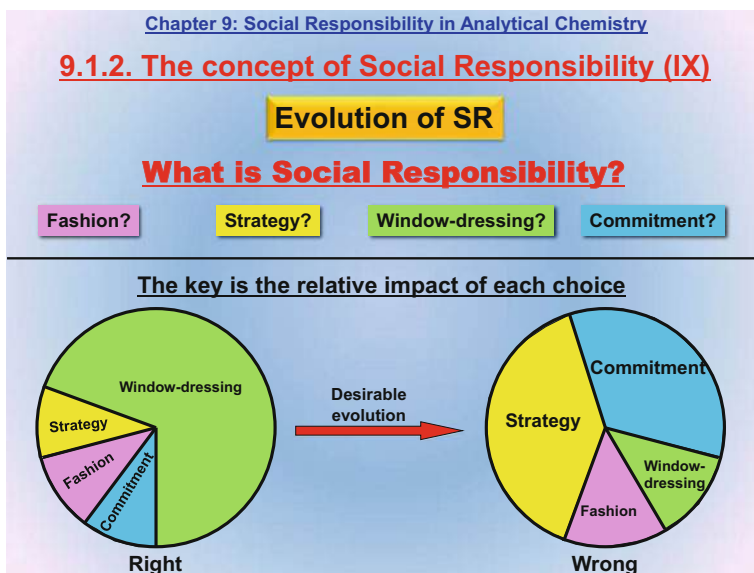 Chapter 9: Social Responsibility in Analytical Chemistry
9.1.2. The concept of Social Responsibility (IX)
Evolution of SR
What is Social Responsibility?
Fashion?
Strategy?
Window-dressing?
Commitment?
The key is the relative impact of each choice
Window-dressing
Strategy
Fashion
Commitment
Right
Desirable
evolution
Commitment
Strategy
Window-
dressing
Fashion
Wrong